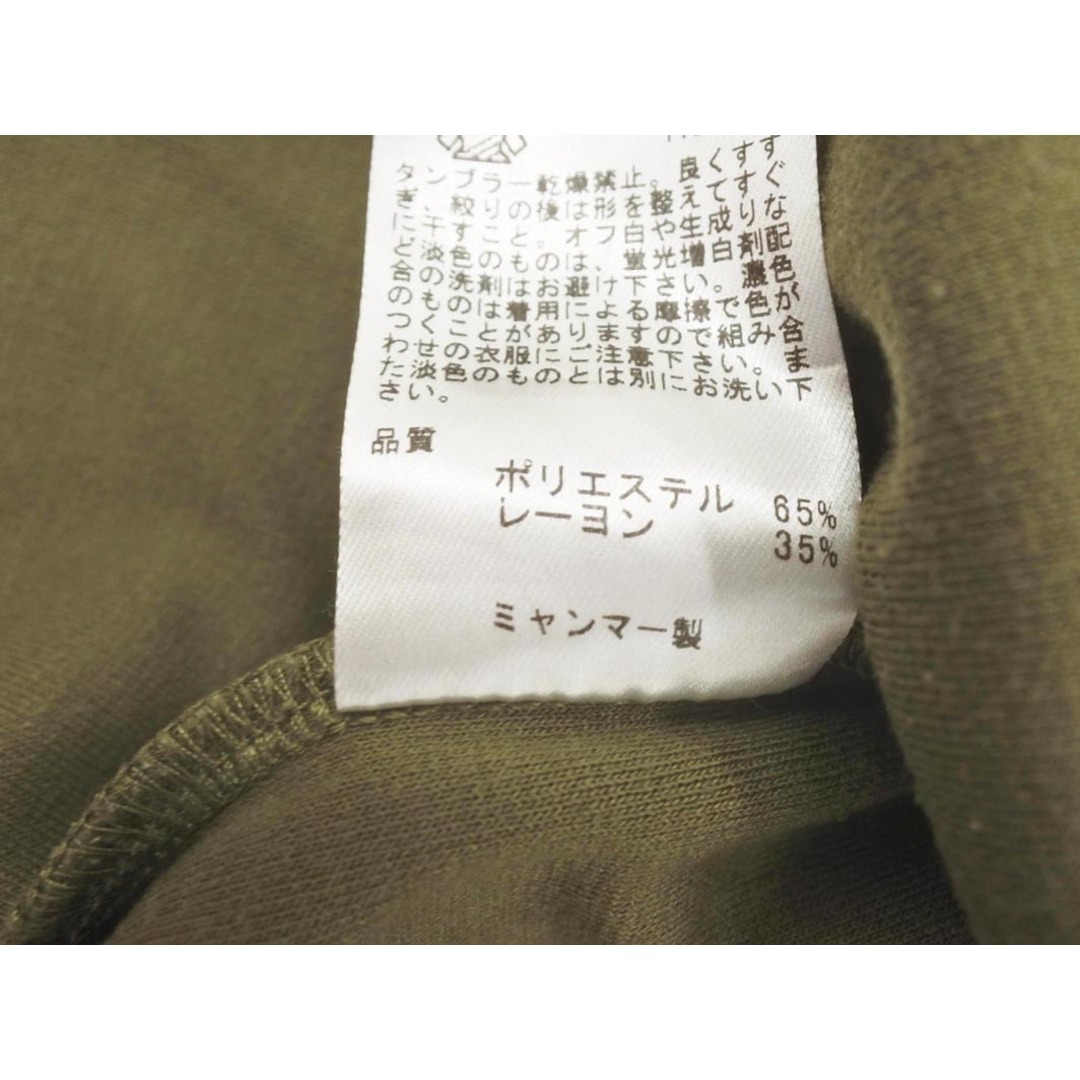 タンブラー乾燥禁止。良くすす
ぎ、絞りの後は形を整えてすぐ
に干すこと。オフ白や生成りな
ど淡色のものは、蛍光増白剤配
合の洗剤はお避け下さい。濃色
のものは着用による摩擦で色が
つくことがありますので組み合
わせの衣服にご注意下さい。ま
た淡色のものとは別にお洗い下
さい。
品質
ポリエステル 65%
レーヨン 35%
ミャンマー製